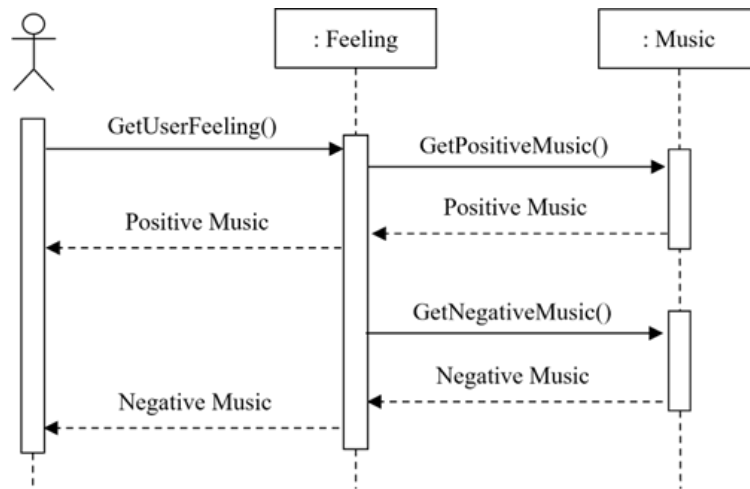 : Feeling
: Music
GetUserFeeling()
GetPositiveMusic()
Positive Music
Positive Music
GetNegativeMusic()
Negative Music
Negative Music